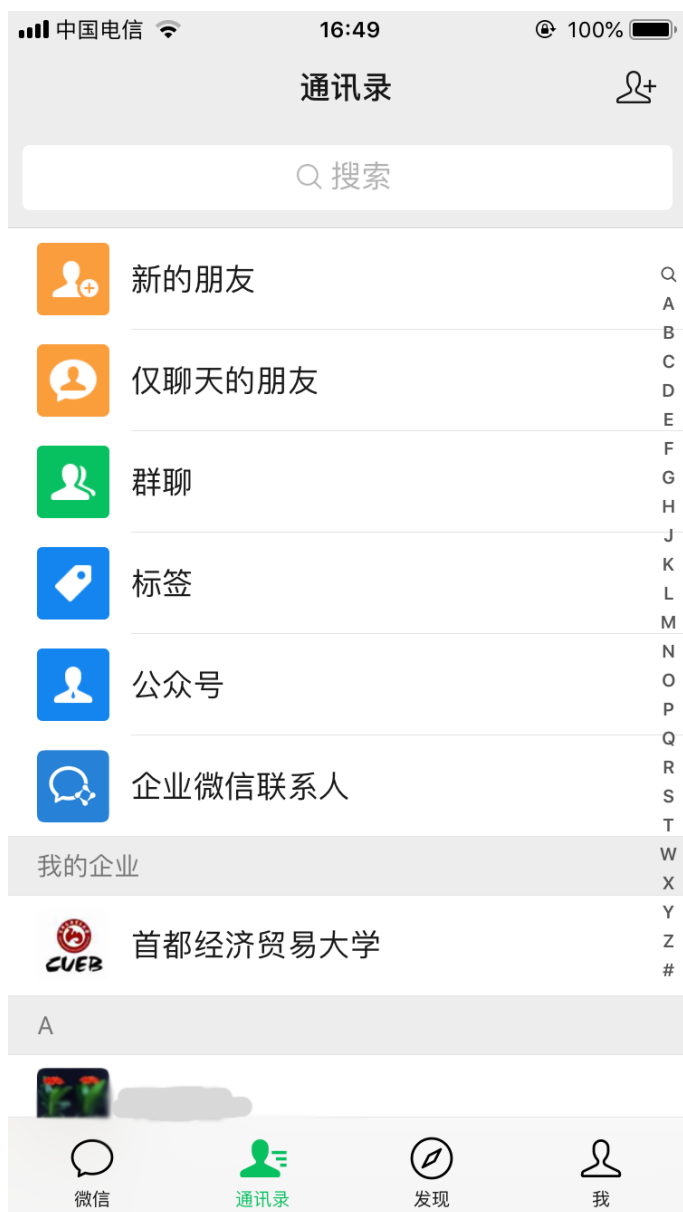 中国电信 16:49 100%
通讯录
搜索
新的朋友
仅聊天的朋友
群聊
标签
公众号
企业微信联系人
我的企业
CUEB 首都经济贸易大学
A
微信 通讯录 发现 我
A
B
C
D
E
F
G
H
J
K
L
M
N
O
P
Q
R
S
T
W
X
Y
Z
#